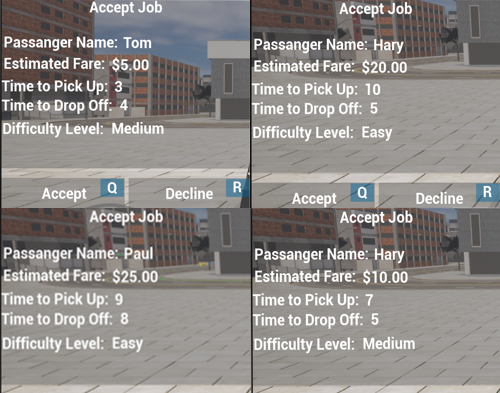 Accept Job
Passanger Name: Tom
Estimated Fare: $5.00
Time to Pick Up: 3
Time to Drop Off: 4
Difficulty Level: Medium
Accept Q Decline R
Accept Job
Passanger Name: Hary
Estimated Fare: $20.00
Time to Pick Up: 10
Time to Drop Off: 5
Difficulty Level: Easy
Accept Q Decline R
Accept Job
Passanger Name: Paul
Estimated Fare: $25.00
Time to Pick Up: 9
Time to Drop Off: 8
Difficulty Level: Easy
Accept Job
Passanger Name: Hary
Estimated Fare: $10.00
Time to Pick Up: 7
Time to Drop Off: 5
Difficulty Level: Medium